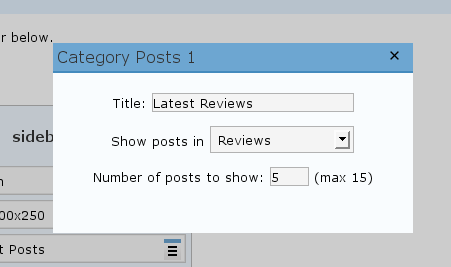 r below.
Category Posts 1
Title: Latest Reviews
Show posts in Reviews
sideb
Number of posts to show: 5 (max 15)
00x250
t Posts